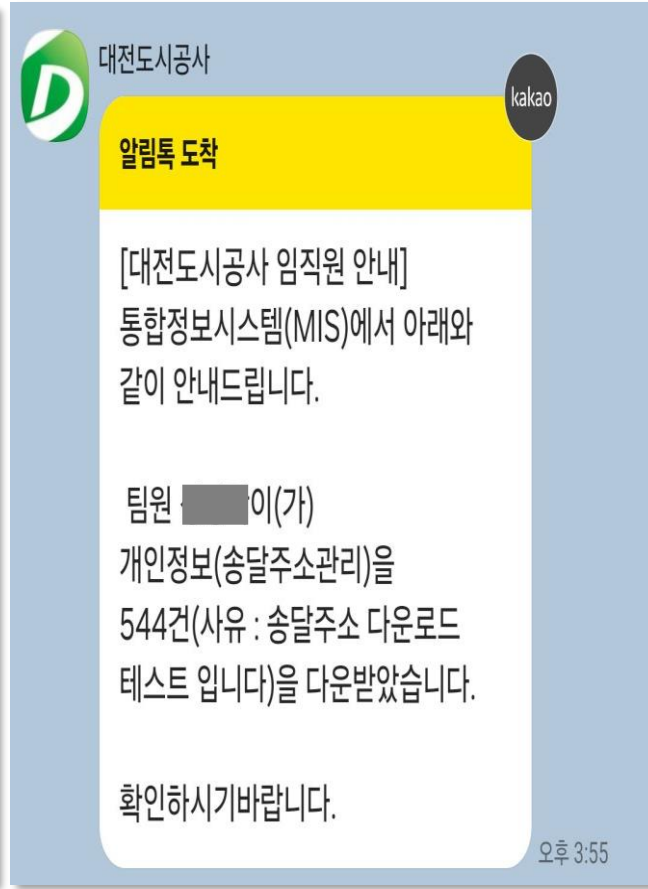 대전도시공사
kakao
알림톡 도착
[대전도시공사 임직원 안내]
통합정보시스템(MIS)에서 아래와
같이 안내드립니다.
팀원 이(가)
개인정보(송달주소관리)을
544건(사유 : 송달주소 다운로드
테스트 입니다)을 다운받았습니다.
확인하시기바랍니다.
오후 3:55